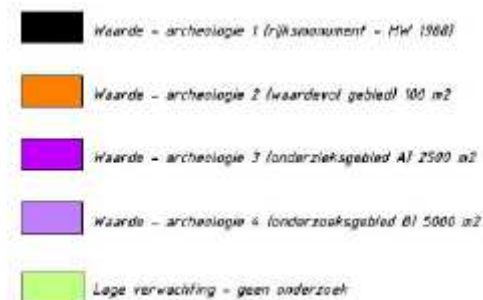 Waarde - archeologie 1 (rijksmonument - MW 1988)
Waarde - archeologie 2 (waardevol gebied) 100 m2
Waarde - archeologie 3 (onderzieksgebied A) 2500 m2
Waarde - archeologie 4 (onderzoeksgebied B) 5000 m2
Lage verwachting - geen onderzoek